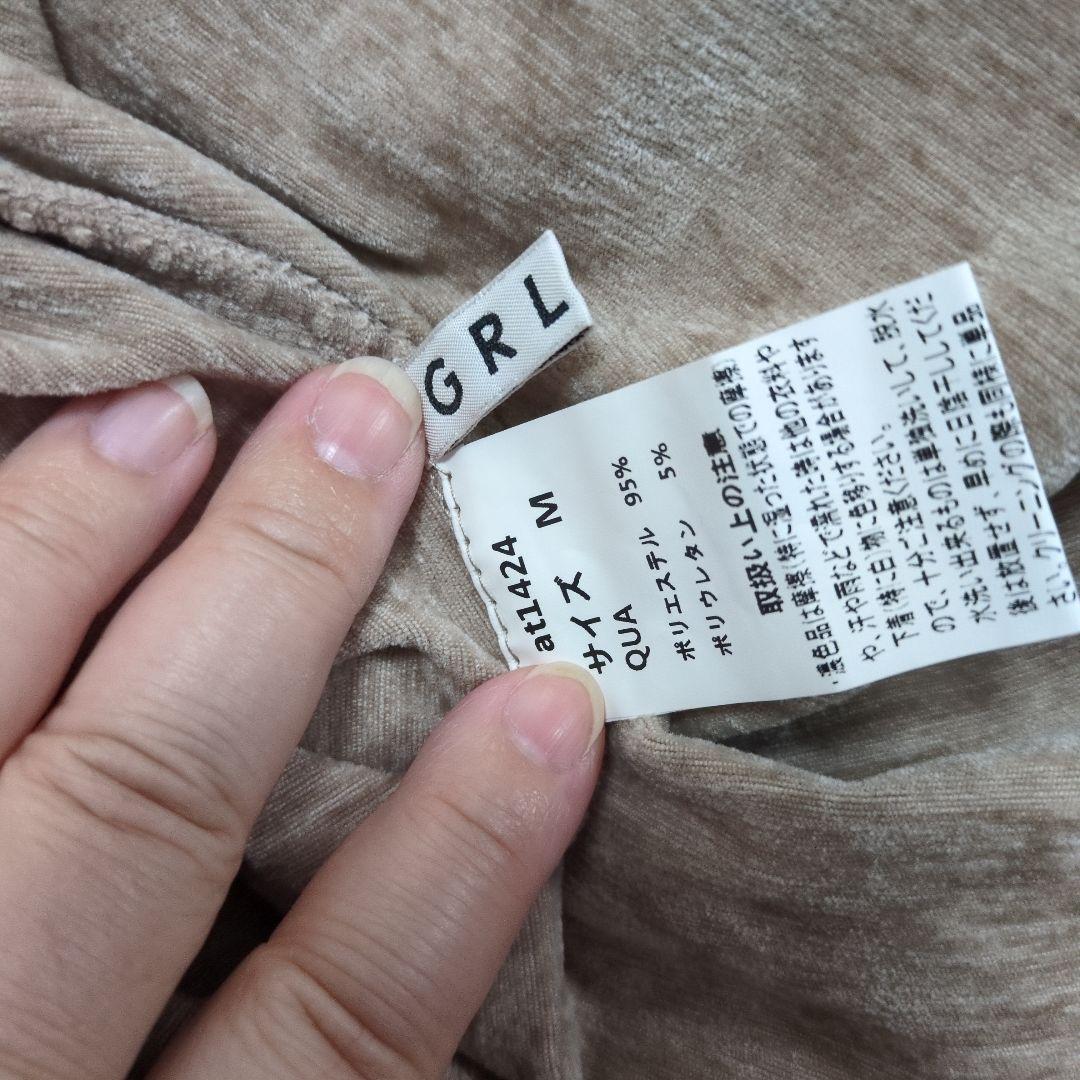 GRL
at1424
サイズ M
QUA
ポリエステル 95%
ポリウレタン 5%
取扱い上の注意
・濃色品は摩擦(特に湿った状態での摩擦)
や、汗や雨などで濡れた時は他の衣料や
下着(特に白物)に色移りする場合があります
ので、十分ご注意ください。
水洗い出来るものは単独洗いして、脱水
後は放置せず、早めに日陰干ししてくだ
さい。クリーニングの際も同様に単品